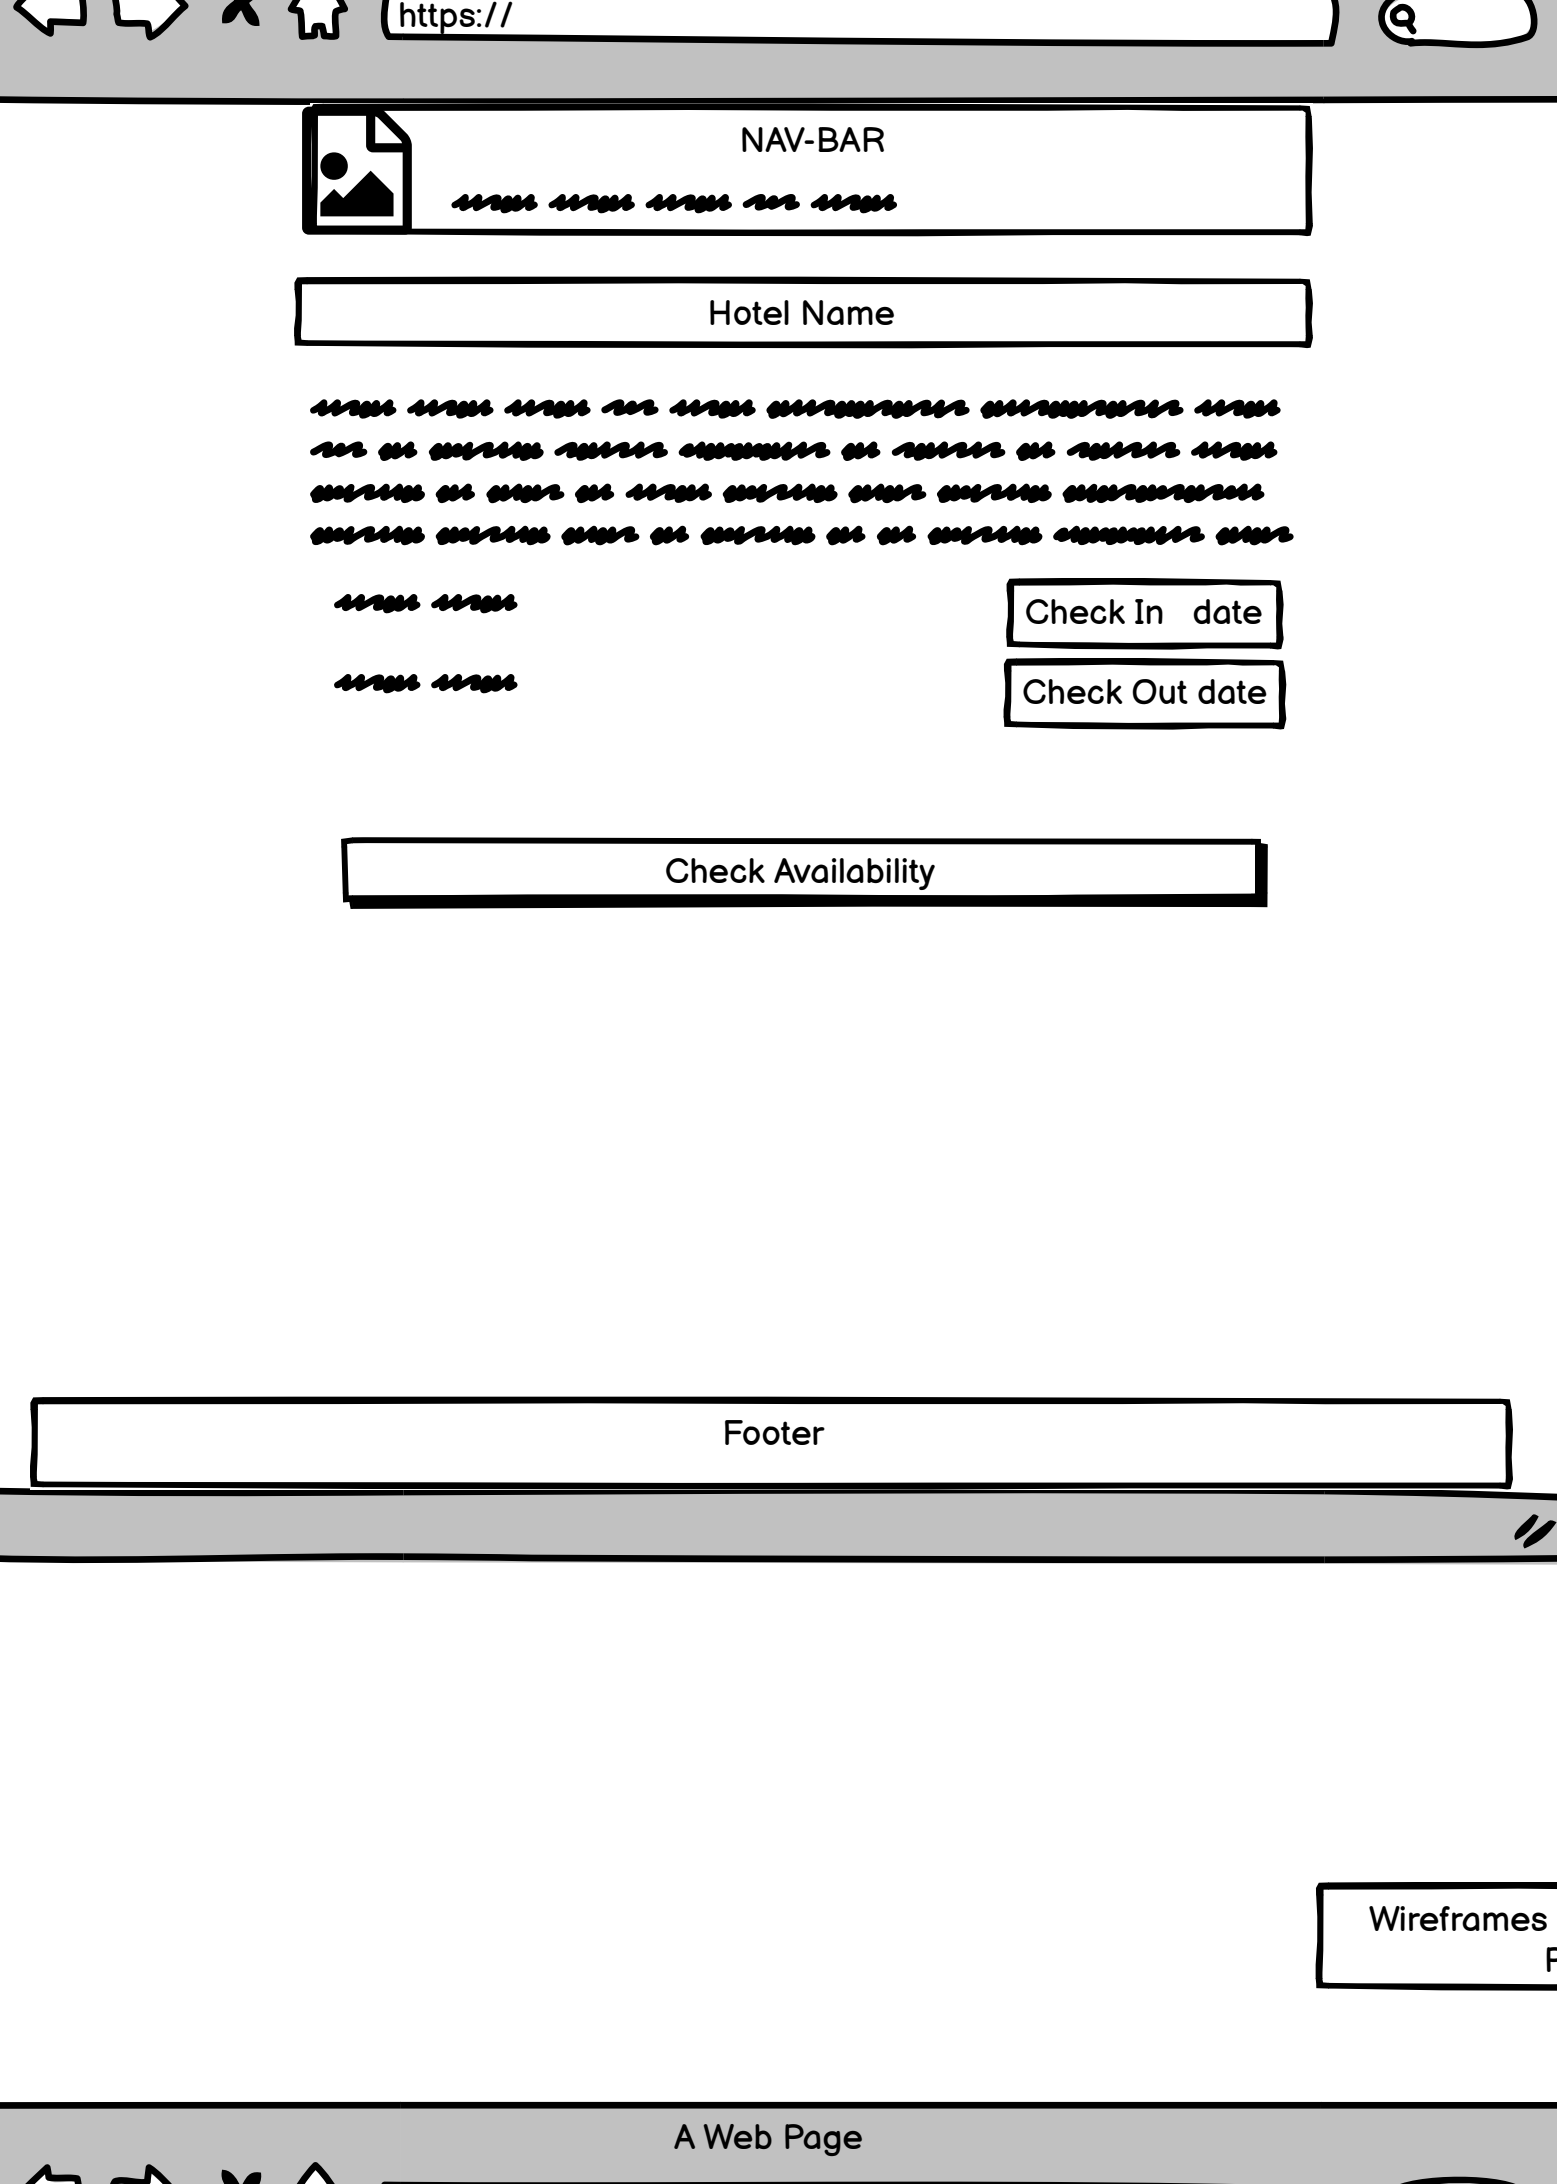 https://
NAV-BAR
Hotel Name
Check In date
Check Out date
Check Availability
Footer
Wireframes
A Web Page